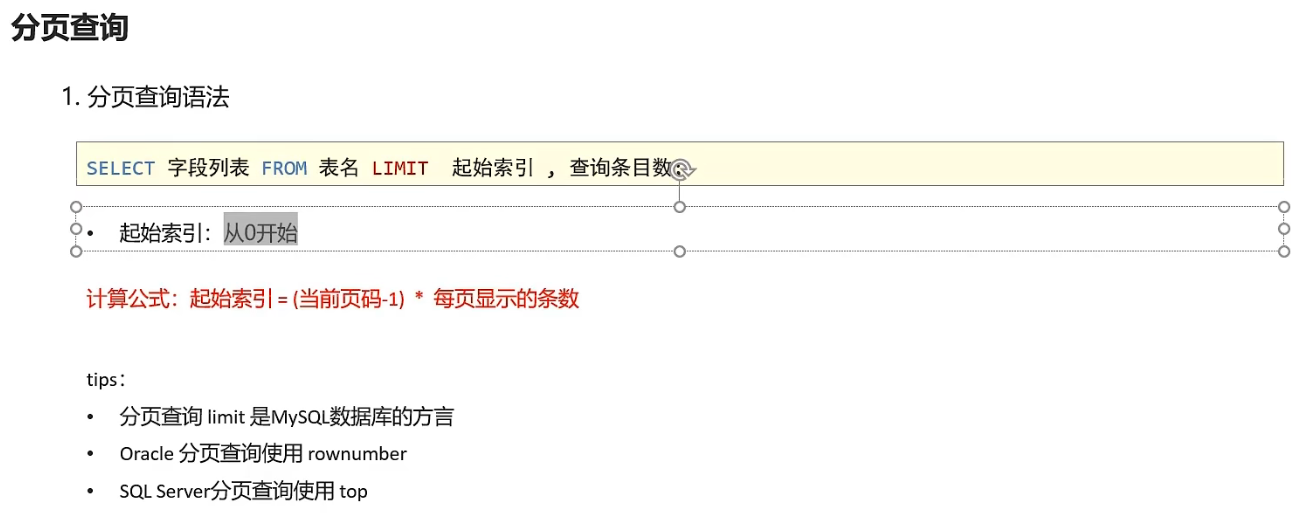 分页查询
1. 分页查询语法
SELECT 字段列表 FROM 表名 LIMIT 起始索引 , 查询条目数;
• 起始索引：从0开始
计算公式：起始索引 = (当前页码-1) * 每页显示的条数
tips：
• 分页查询 limit 是MySQL数据库的方言
• Oracle 分页查询使用 rownumber
• SQL Server分页查询使用 top